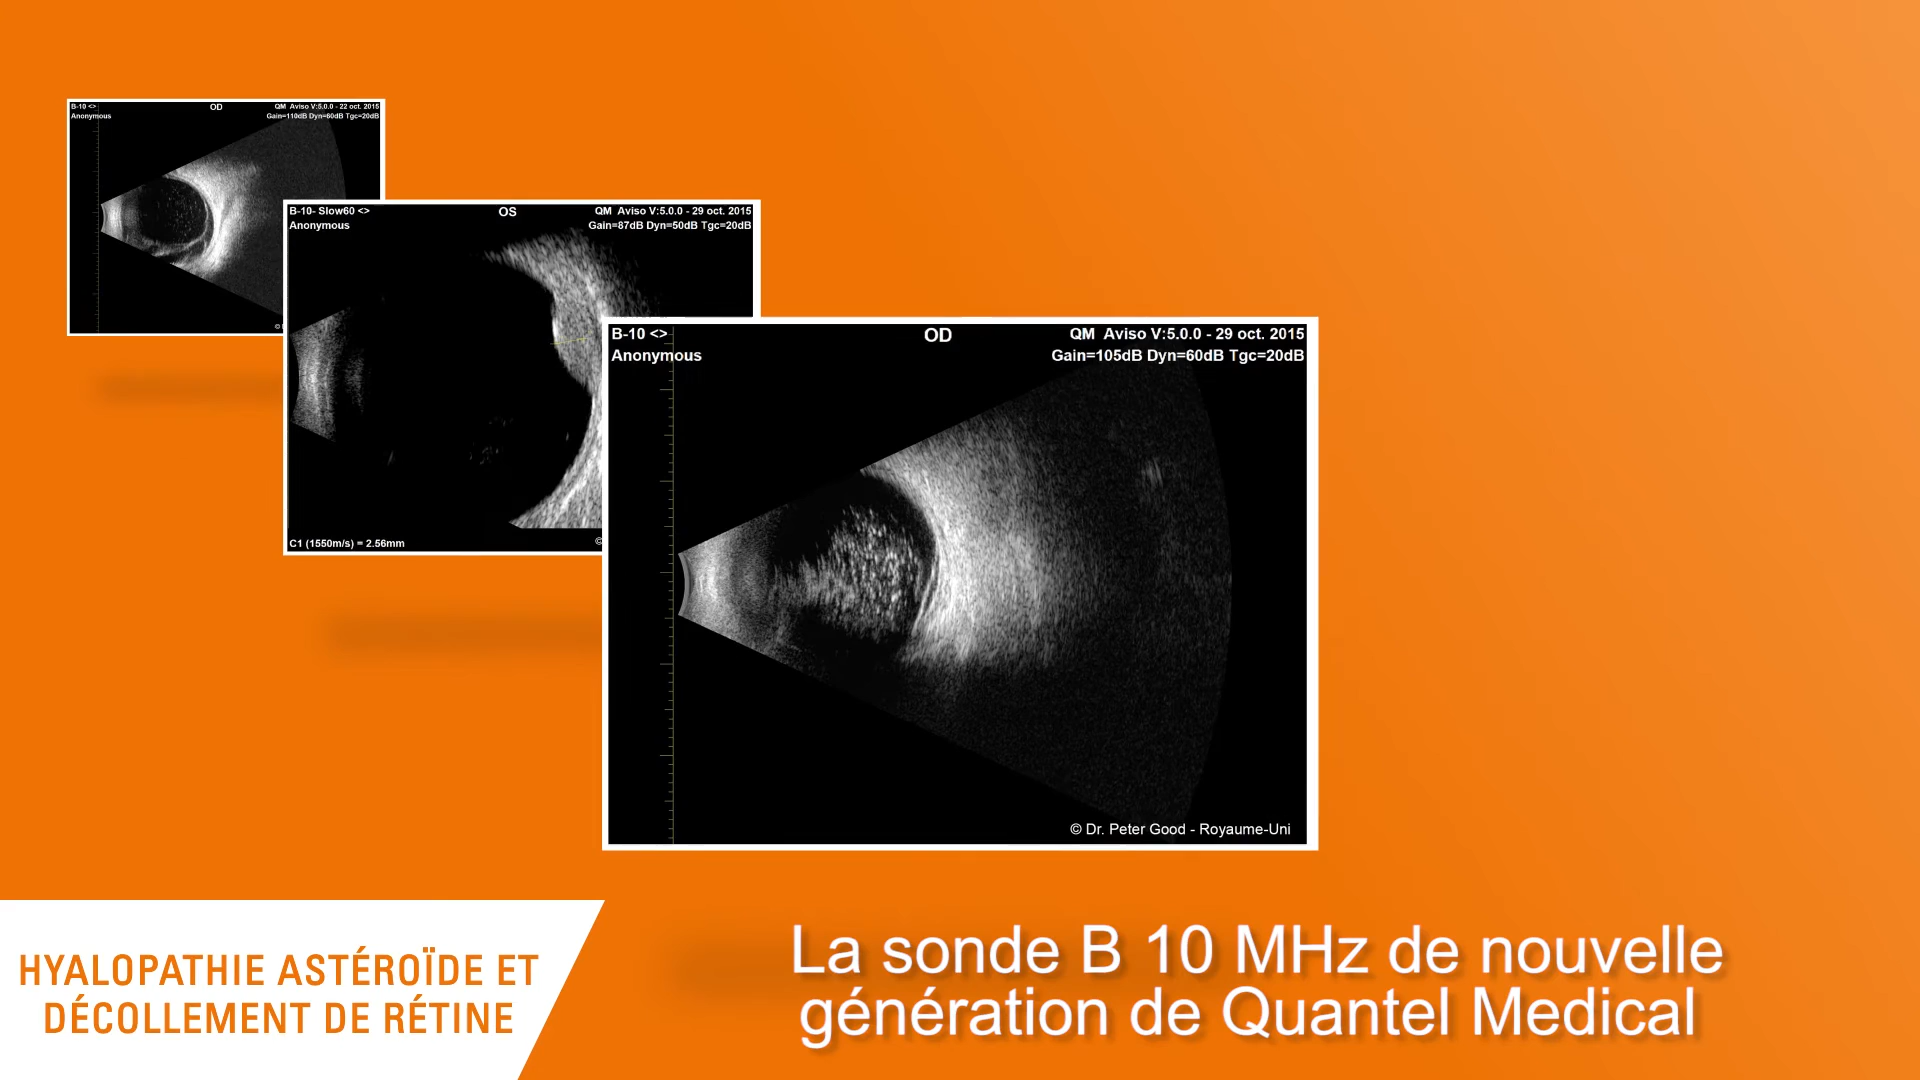 B-10 <>
OD
QM Aviso V:5.0.0 - 22 oct. 2015
Anonymous
Gain=110dB Dyn=60dB Tgc=20dB
©
B-10- Slow60 <>
OS
QM Aviso V:5.0.0 - 29 oct. 2015
Anonymous
Gain=87dB Dyn=50dB Tgc=20dB
C1 (1550m/s) = 2.56mm
©
B-10 <>
OD
QM Aviso V:5.0.0 - 29 oct. 2015
Anonymous
Gain=105dB Dyn=60dB Tgc=20dB
© Dr. Peter Good - Royaume-Uni
HYALOPATHIE ASTÉROÏDE ET
DÉCOLLEMENT DE RÉTINE
La sonde B 10 MHz de nouvelle
génération de Quantel Medical